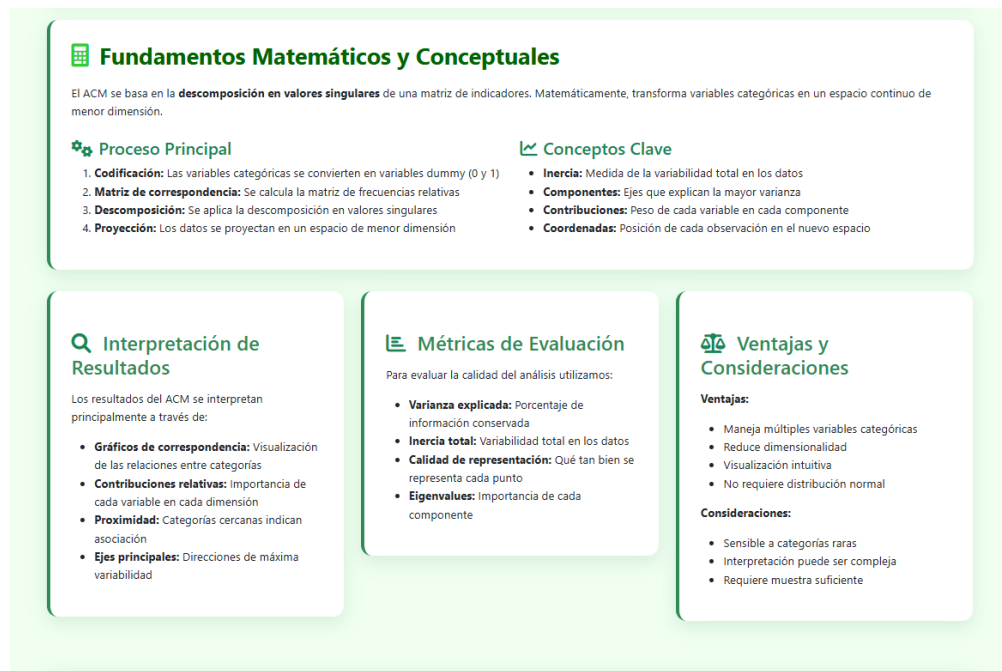 Fundamentos Matemáticos y Conceptuales
El ACM se basa en la descomposición en valores singulares de una matriz de indicadores. Matemáticamente, transforma variables categóricas en un espacio continuo de
menor dimensión.
Proceso Principal
1. Codificación: Las variables categóricas se convierten en variables dummy (0 y 1)
2. Matriz de correspondencia: Se calcula la matriz de frecuencias relativas
3. Descomposición: Se aplica la descomposición en valores singulares
4. Proyección: Los datos se proyectan en un espacio de menor dimensión
Conceptos Clave
• Inercia: Medida de la variabilidad total en los datos
• Componentes: Ejes que explican la mayor varianza
• Contribuciones: Peso de cada variable en cada componente
• Coordenadas: Posición de cada observación en el nuevo espacio
Interpretación de
Resultados
Los resultados del ACM se interpretan
principalmente a través de:
• Gráficos de correspondencia: Visualización
de las relaciones entre categorías
• Contribuciones relativas: Importancia de
cada variable en cada dimensión
• Proximidad: Categorías cercanas indican
asociación
• Ejes principales: Direcciones de máxima
variabilidad
Métricas de Evaluación
Para evaluar la calidad del análisis utilizamos:
• Varianza explicada: Porcentaje de
información conservada
• Inercia total: Variabilidad total en los datos
• Calidad de representación: Qué tan bien se
representa cada punto
• Eigenvalues: Importancia de cada
componente
Ventajas y
Consideraciones
Ventajas:
• Maneja múltiples variables categóricas
• Reduce dimensionalidad
• Visualización intuitiva
• No requiere distribución normal
Consideraciones:
• Sensible a categorías raras
• Interpretación puede ser compleja
• Requiere muestra suficiente